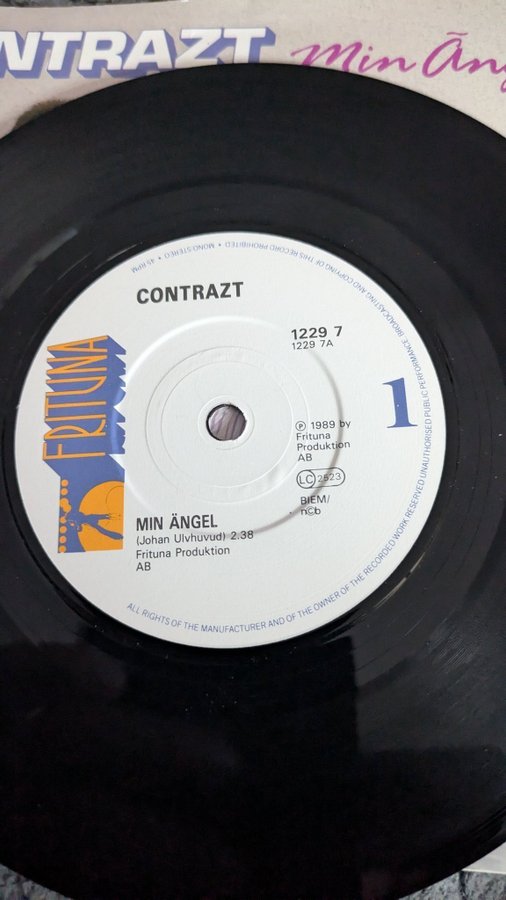 NTRAZT Min Äng
CONTRAZT
1229 7
1229 7A
1
℗ 1989 by
Frituna
Produktion
AB
LC 2523
BIEM/
n©b
FRITUNA
MIN ÄNGEL
(Johan Ulvhuvud) 2.38
Frituna Produktion
AB
ALL RIGHTS OF THE MANUFACTURER AND OF THE OWNER OF THE RECORDED WORK RESERVED UNAUTHORISED PUBLIC PERFORMANCE BROADCASTING AND COPYING OF THIS RECORD PROHIBITED • MONO/STEREO • 45 RPM